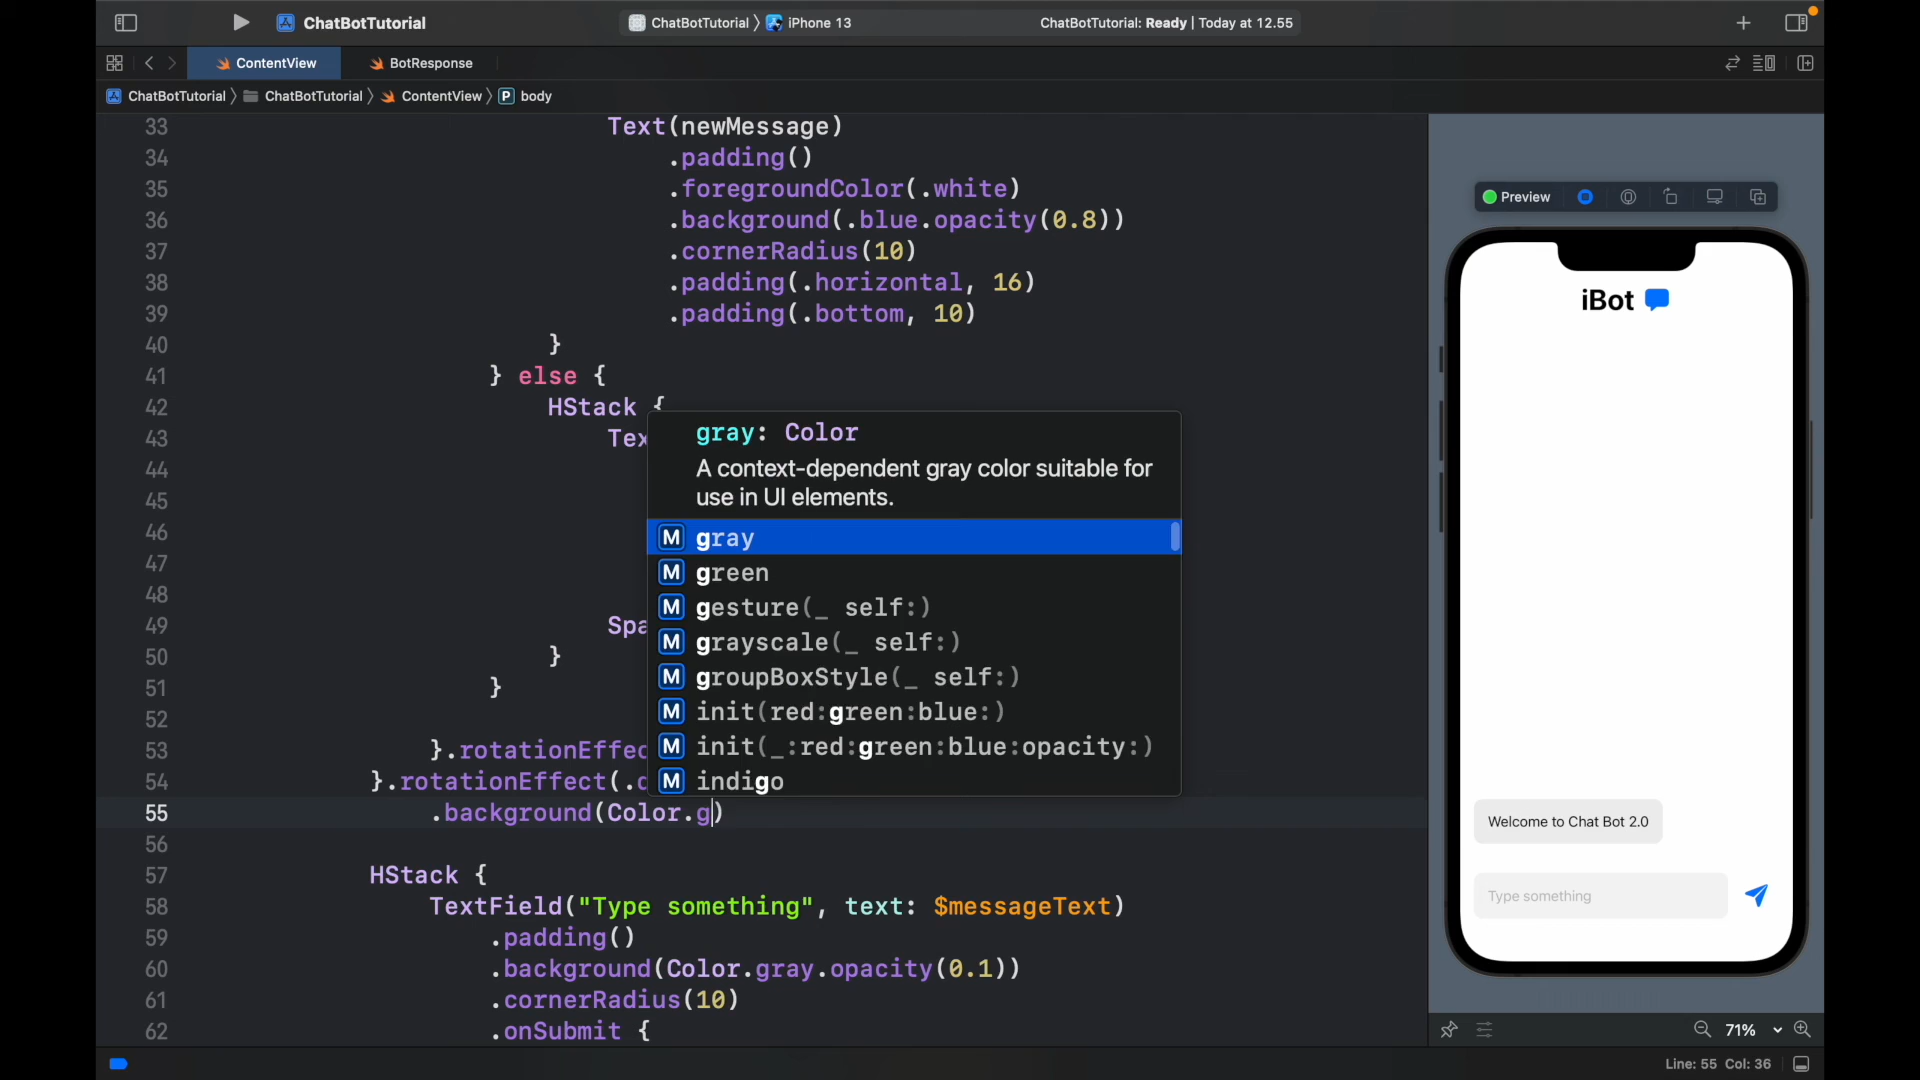 ChatBotTutorial
ChatBotTutorial 〉 iPhone 13
ChatBotTutorial: Ready | Today at 12.55
ContentView
BotResponse
ChatBotTutorial 〉 ChatBotTutorial 〉 ContentView 〉 P body
33 Text(newMessage)
34 .padding()
35 .foregroundColor(.white)
36 .background(.blue.opacity(0.8))
37 .cornerRadius(10)
38 .padding(.horizontal, 16)
39 .padding(.bottom, 10)
40 }
41 } else {
42 HStack {
43 Tex
44
45
46
47
48
49 Spa
50 }
51 }
52
53 }.rotationEffec
54 }.rotationEffect(.
55 .background(Color.g)
56
57 HStack {
58 TextField("Type something", text: $messageText)
59 .padding()
60 .background(Color.gray.opacity(0.1))
61 .cornerRadius(10)
62 .onSubmit {
gray: Color
A context-dependent gray color suitable for
use in UI elements.
M gray
M green
M gesture(_ self:)
M grayscale(_ self:)
M groupBoxStyle(_ self:)
M init(red:green:blue:)
M init(_:red:green:blue:opacity:)
M indigo
Preview
iBot
Welcome to Chat Bot 2.0
Type something
71%
Line: 55 Col: 36